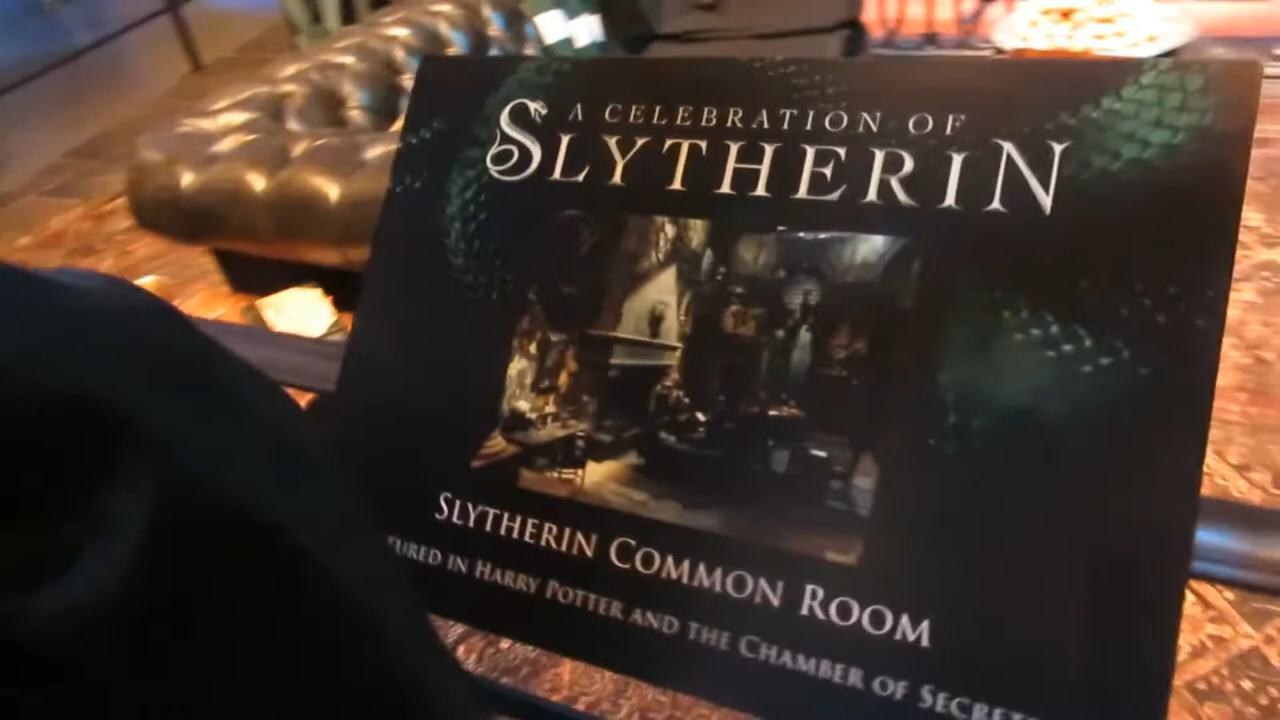 A CELEBRATION OF
SLYTHERIN
SLYTHERIN COMMON ROOM
IN HARRY POTTER AND THE CHAMBER OF